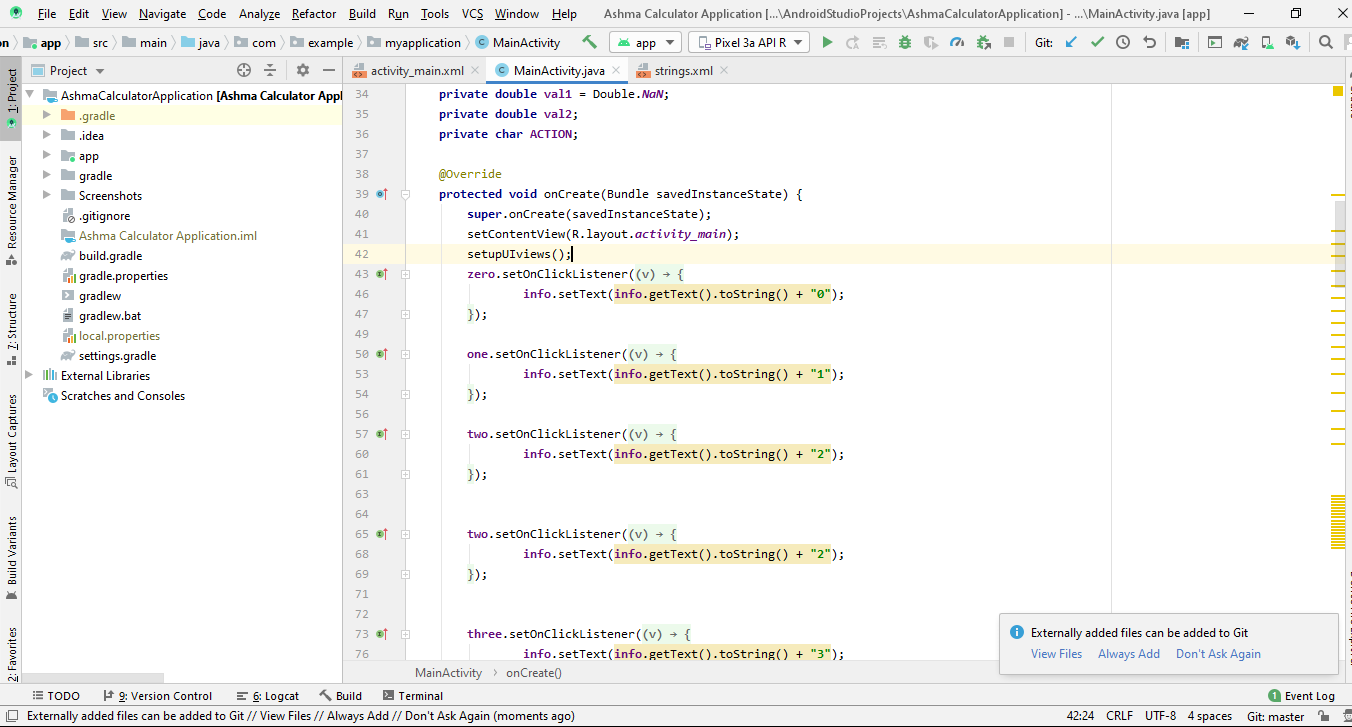 File Edit View Navigate Code Analyze Refactor Build Run Tools VCS Window Help Ashma Calculator Application [...\AndroidStudioProjects\AshmaCalculatorApplication] - ...\MainActivity.java [app]
app src main java com example myapplication MainActivity app Pixel 3a API R Git:
Project activity_main.xml MainActivity.java strings.xml
1: Project
Resource Manager
7: Structure
Layout Captures
Build Variants
2: Favorites
AshmaCalculatorApplication [Ashma Calculator Appl
.gradle
.idea
app
gradle
Screenshots
.gitignore
Ashma Calculator Application.iml
build.gradle
gradle.properties
gradlew
gradlew.bat
local.properties
settings.gradle
External Libraries
Scratches and Consoles
34 private double val1 = Double.NaN;
35 private double val2;
36 private char ACTION;
37
38 @Override
39 protected void onCreate(Bundle savedInstanceState) {
40 super.onCreate(savedInstanceState);
41 setContentView(R.layout.activity_main);
42 setupUIviews();
43 zero.setOnClickListener((v) → {
46 info.setText(info.getText().toString() + "0");
47 });
49
50 one.setOnClickListener((v) → {
53 info.setText(info.getText().toString() + "1");
54 });
56
57 two.setOnClickListener((v) → {
60 info.setText(info.getText().toString() + "2");
61 });
63
64
65 two.setOnClickListener((v) → {
68 info.setText(info.getText().toString() + "2");
69 });
71
72
73 three.setOnClickListener((v) → {
76 info.setText(info.getText().toString() + "3");
MainActivity › onCreate()
Externally added files can be added to Git
View Files Always Add Don't Ask Again
TODO 9: Version Control 6: Logcat Build Terminal 1 Event Log
Externally added files can be added to Git // View Files // Always Add // Don't Ask Again (moments ago) 42:24 CRLF UTF-8 4 spaces Git: master